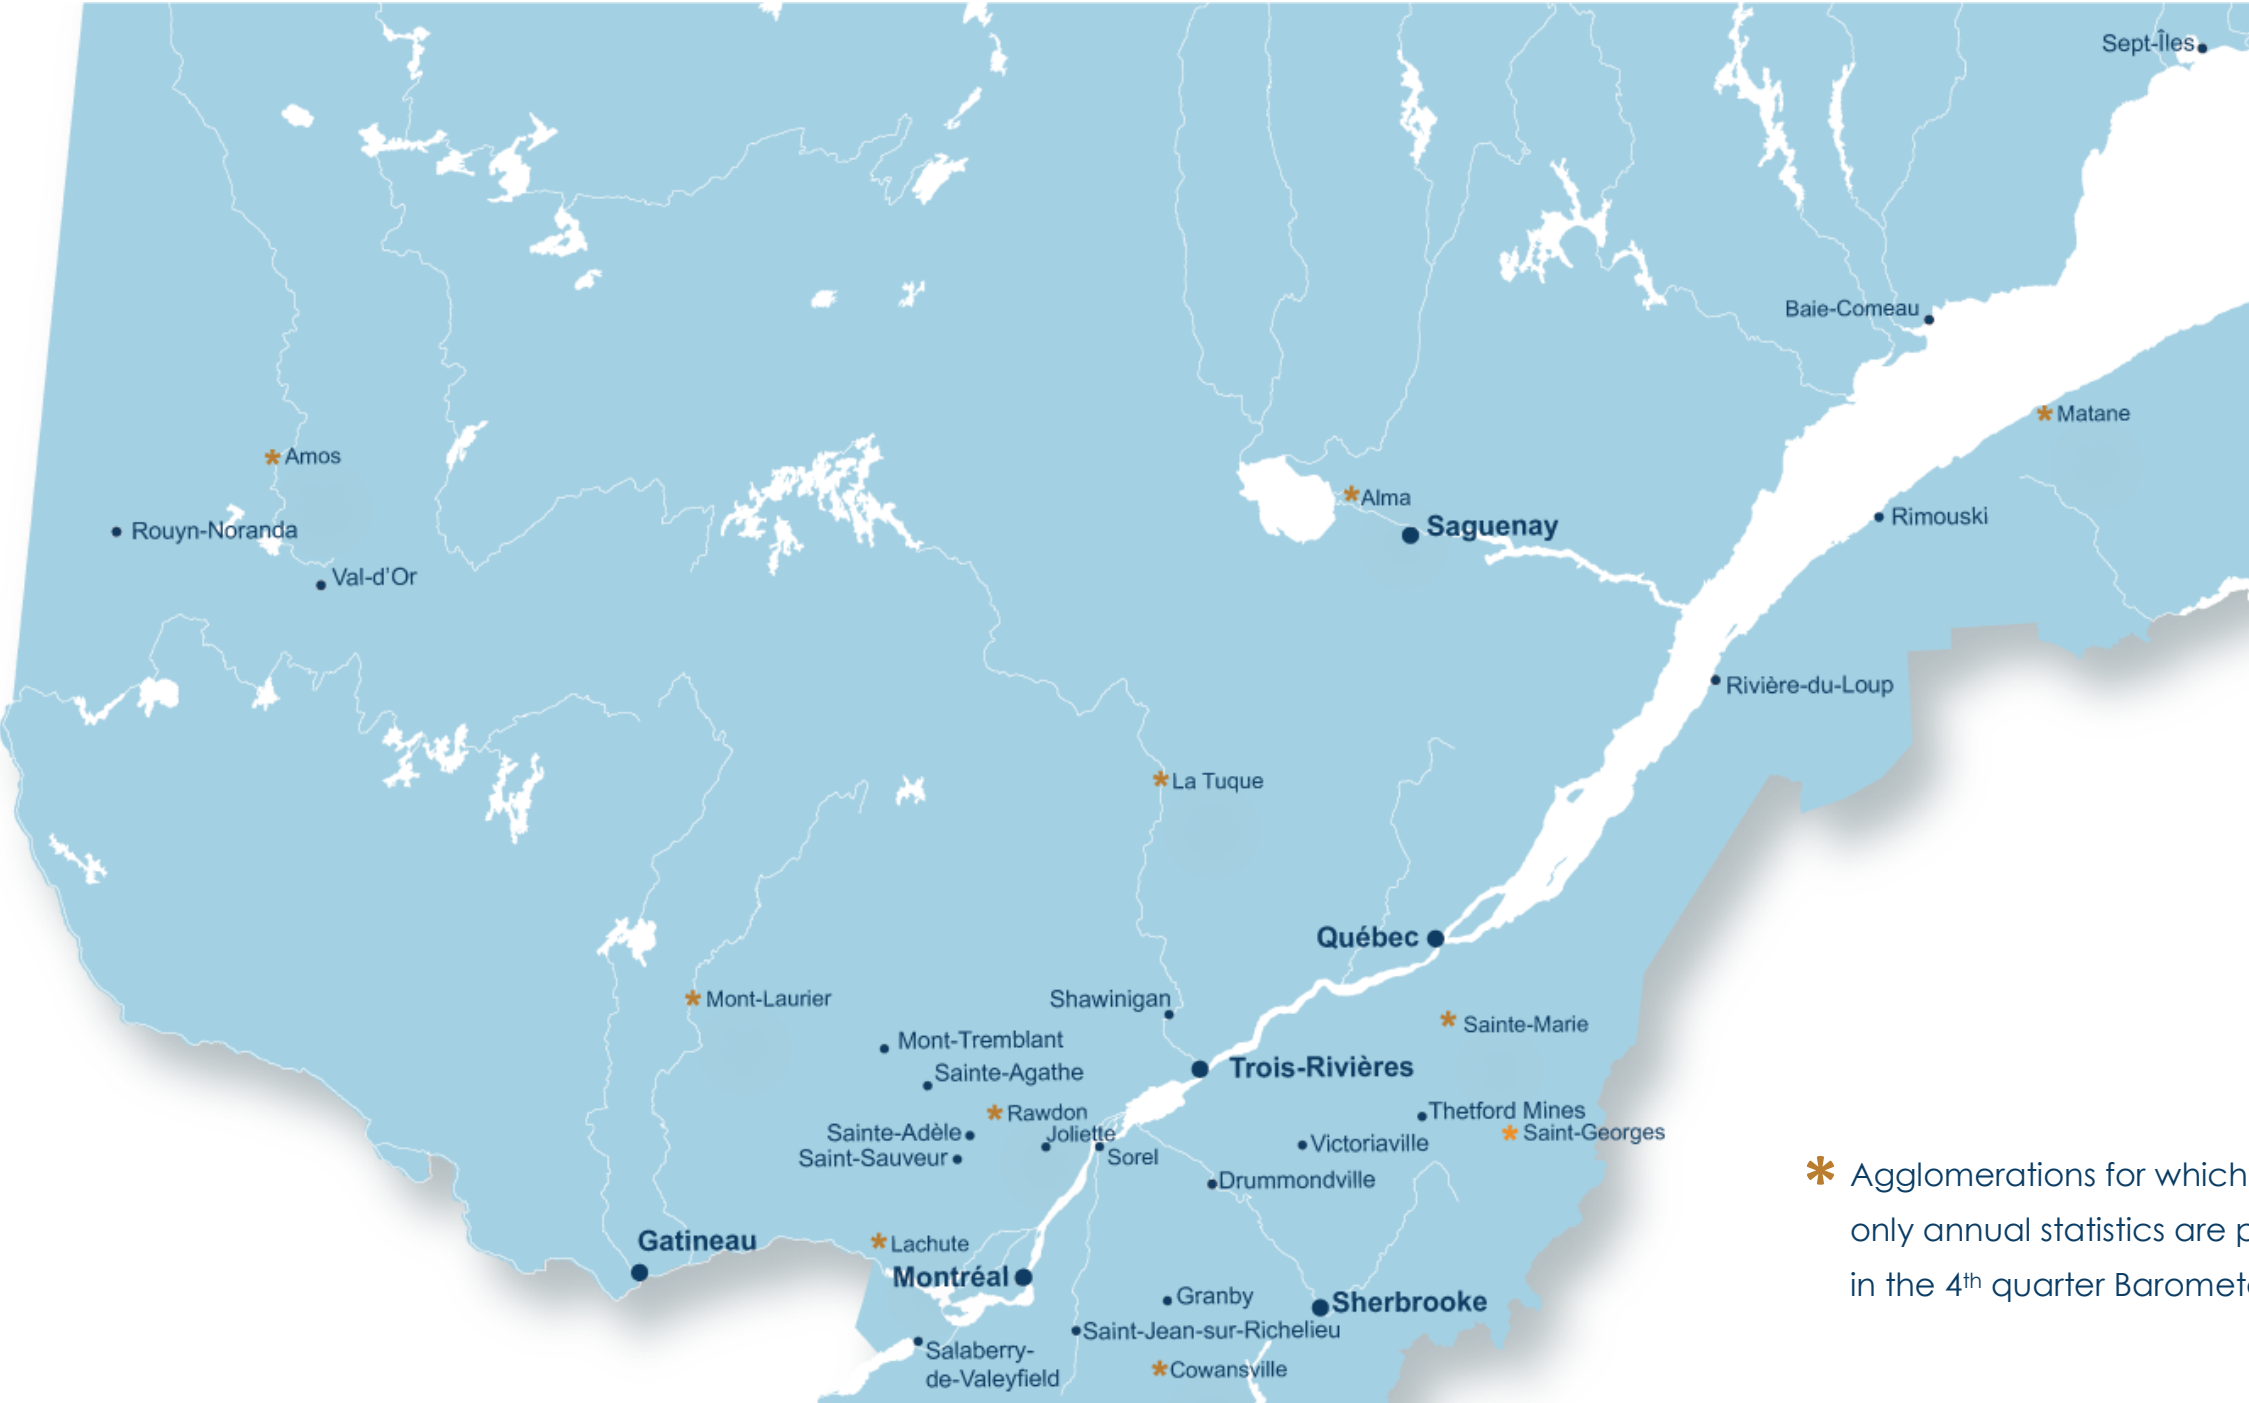 Sept-Îles
Baie-Comeau
Matane
Amos
Alma
Rimouski
Saguenay
Rouyn-Noranda
Val-d'Or
Rivière-du-Loup
La Tuque
Québec
Mont-Laurier
Shawinigan
Sainte-Marie
Mont-Tremblant
Trois-Rivières
Sainte-Agathe
Rawdon
Thetford Mines
Sainte-Adèle
Joliette
Saint-Georges
Victoriaville
Saint-Sauveur
Sorel
Drummondville
Agglomerations for which
only annual statistics are p
in the 4th quarter Baromet
Gatineau
Lachute
Montréal
Granby
Sherbrooke
Saint-Jean-sur-Richelieu
Salaberry-
de-Valeyfield
Cowansville